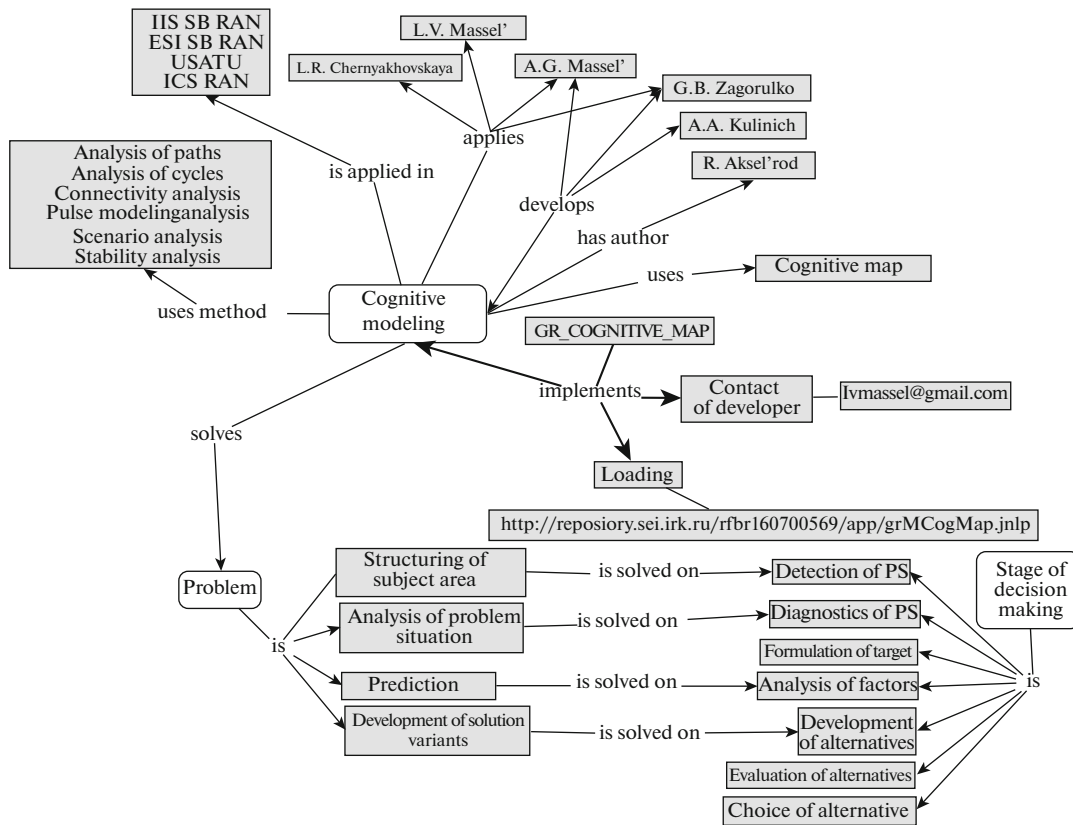 IIS SB RAN
ESI SB RAN
USATU
ICS RAN
L.V. Massel'
L.R. Chernyakhovskaya
A.G. Massel'
G.B. Zagorulko
A.A. Kulinich
R. Aksel'rod
applies
is applied in
develops
has author
uses
Cognitive map
Analysis of paths
Analysis of cycles
Connectivity analysis
Pulse modelinganalysis
Scenario analysis
Stability analysis
uses method
Cognitive
modeling
GR_COGNITIVE_MAP
implements
Contact
of developer
Ivmassel@gmail.com
solves
Loading
http://reposiory.sei.irk.ru/rfbr160700569/app/grMCogMap.jnlp
Problem
is
Structuring of
subject area
is solved on
Detection of PS
Stage of
decision
making
Analysis of problem
situation
is solved on
Diagnostics of PS
Formulation of target
is
Prediction
is solved on
Analysis of factors
Development of solution
variants
is solved on
Development
of alternatives
Evaluation of alternatives
Choice of alternative